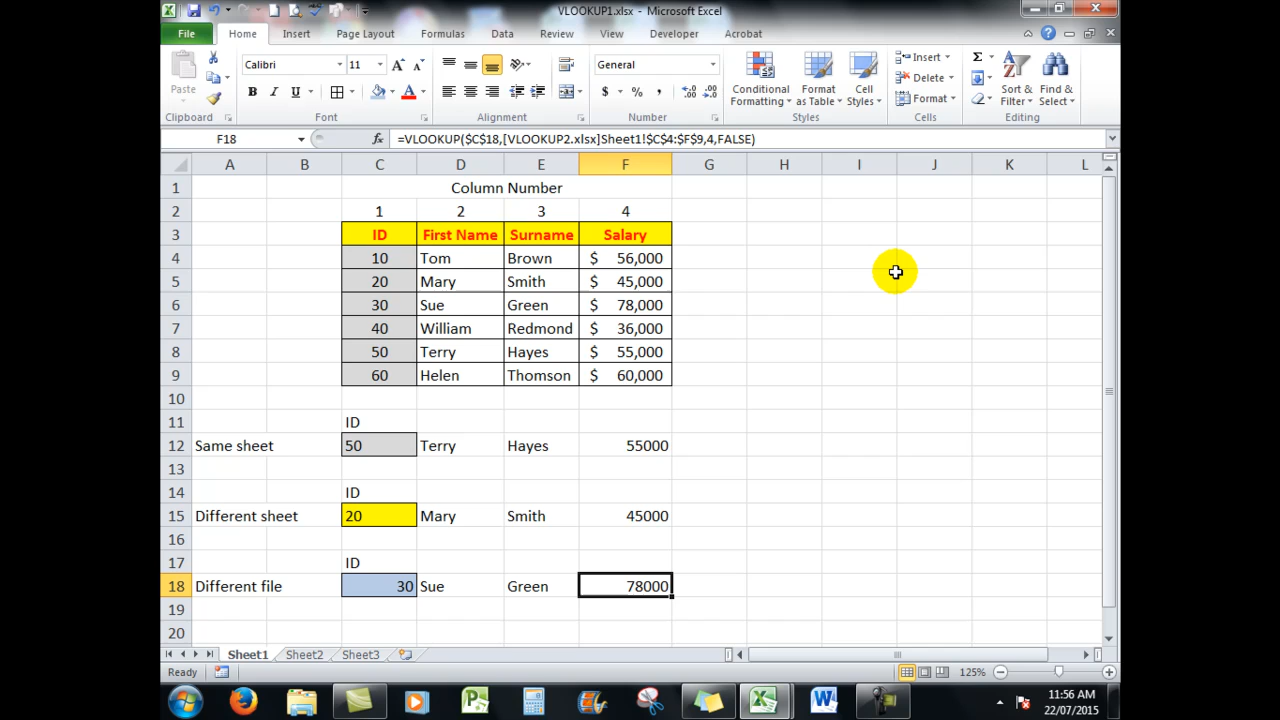 VLOOKUP1.xlsx - Microsoft Excel
File Home Insert Page Layout Formulas Data Review View Developer Acrobat
Paste Calibri 11 A A General Conditional Formatting Format as Table Cell Styles Insert Delete Format Σ Sort & Filter Find & Select
B I U A $ % , .00 .0
Clipboard Font Alignment Number Styles Cells Editing
F18 fx =VLOOKUP($C$18,[VLOOKUP2.xlsx]Sheet1!$C$4:$F$9,4,FALSE)
A B C D E F G H I J K L
1 Column Number
2 1 2 3 4
3 ID First Name Surname Salary
4 10 Tom Brown $ 56,000
5 20 Mary Smith $ 45,000
6 30 Sue Green $ 78,000
7 40 William Redmond $ 36,000
8 50 Terry Hayes $ 55,000
9 60 Helen Thomson $ 60,000
10
11 ID
12 Same sheet 50 Terry Hayes 55000
13
14 ID
15 Different sheet 20 Mary Smith 45000
16
17 ID
18 Different file 30 Sue Green 78000
19
20
Sheet1 Sheet2 Sheet3
Ready 125%
11:56 AM
22/07/2015